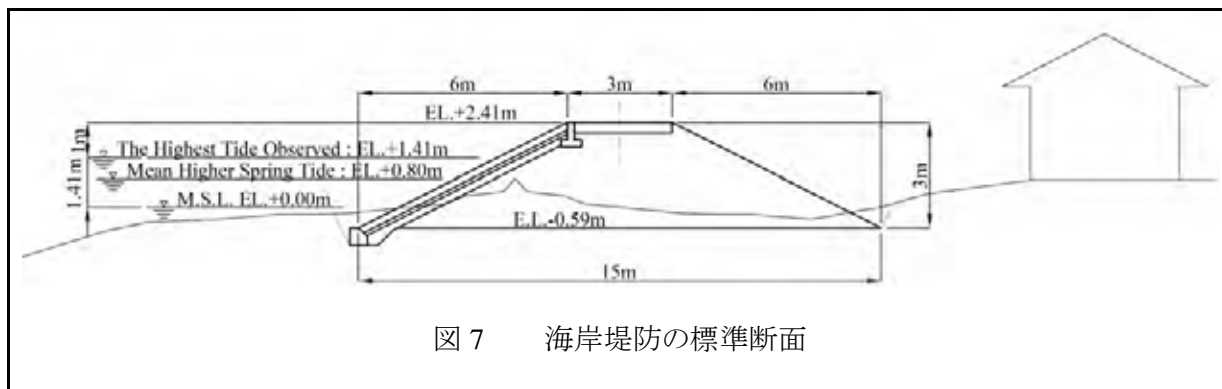 6m 3m 6m
EL.+2.41m
1m
The Highest Tide Observed : EL.+1.41m
Mean Higher Spring Tide : EL.+0.80m
1.41m
M.S.L. EL.+0.00m
3m
E.L.-0.59m
15m
図 7 海岸堤防の標準断面